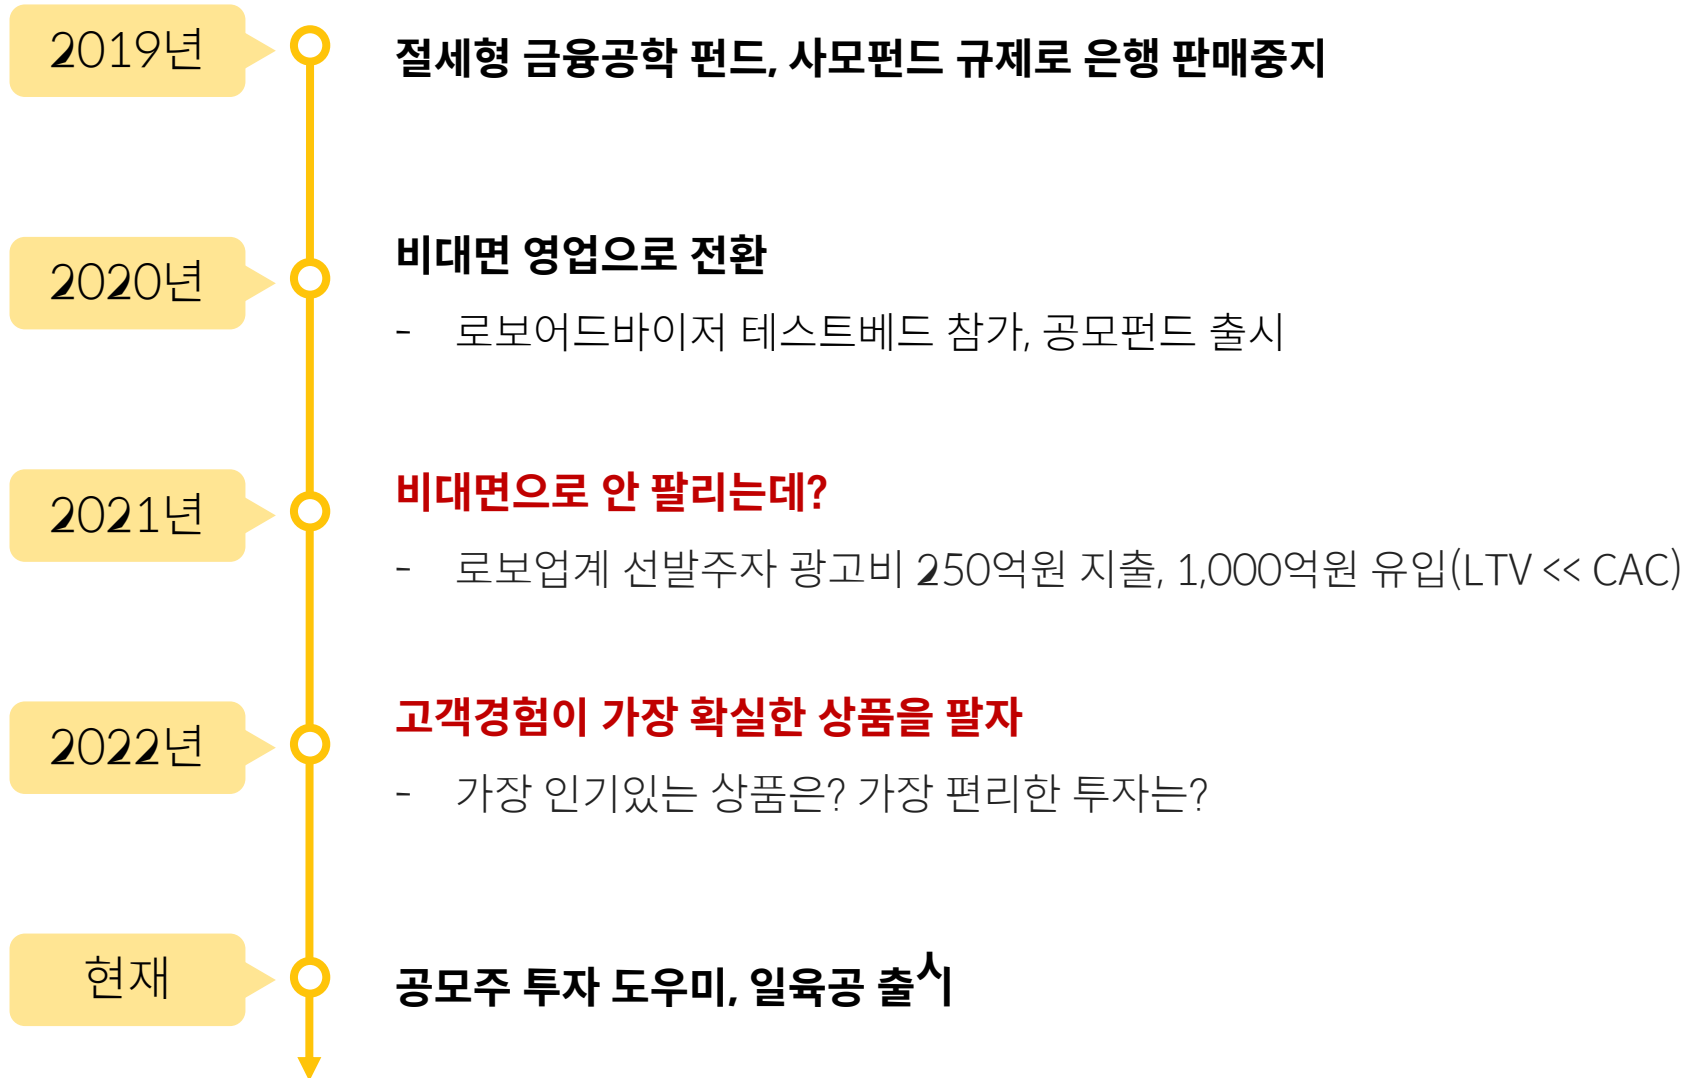 2019년
절세형 금융공학 펀드, 사모펀드 규제로 은행 판매중지
2020년
비대면 영업으로 전환
- 로보어드바이저 테스트베드 참가, 공모펀드 출시
2021년
비대면으로 안 팔리는데?
- 로보업계 선발주자 광고비 250억원 지출, 1,000억원 유입(LTV << CAC)
2022년
고객경험이 가장 확실한 상품을 팔자
- 가장 인기있는 상품은? 가장 편리한 투자는?
현재
공모주 투자 도우미, 일육공 출시